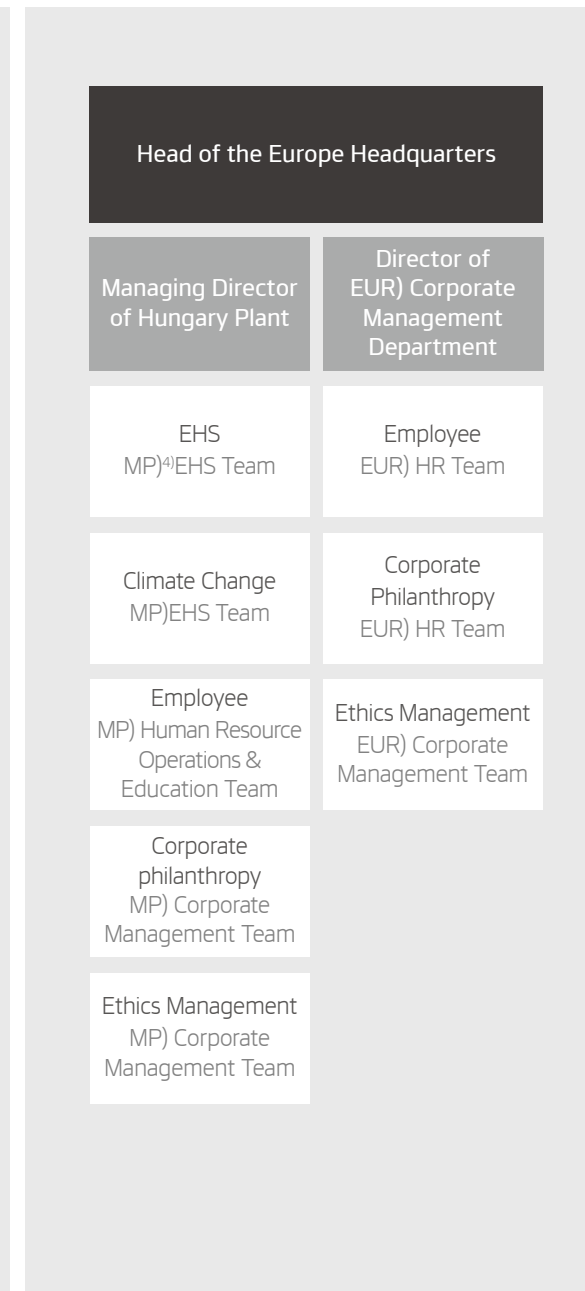 Head of the Europe Headquarters
Managing Director
of Hungary Plant
Director of
EUR) Corporate
Management
Department
EHS
MP)4)EHS Team
Climate Change
MP)EHS Team
Employee
MP) Human Resource
Operations &
Education Team
Corporate
philanthropy
MP) Corporate
Management Team
Ethics Management
MP) Corporate
Management Team
Employee
EUR) HR Team
Corporate
Philanthropy
EUR) HR Team
Ethics Management
EUR) Corporate
Management Team